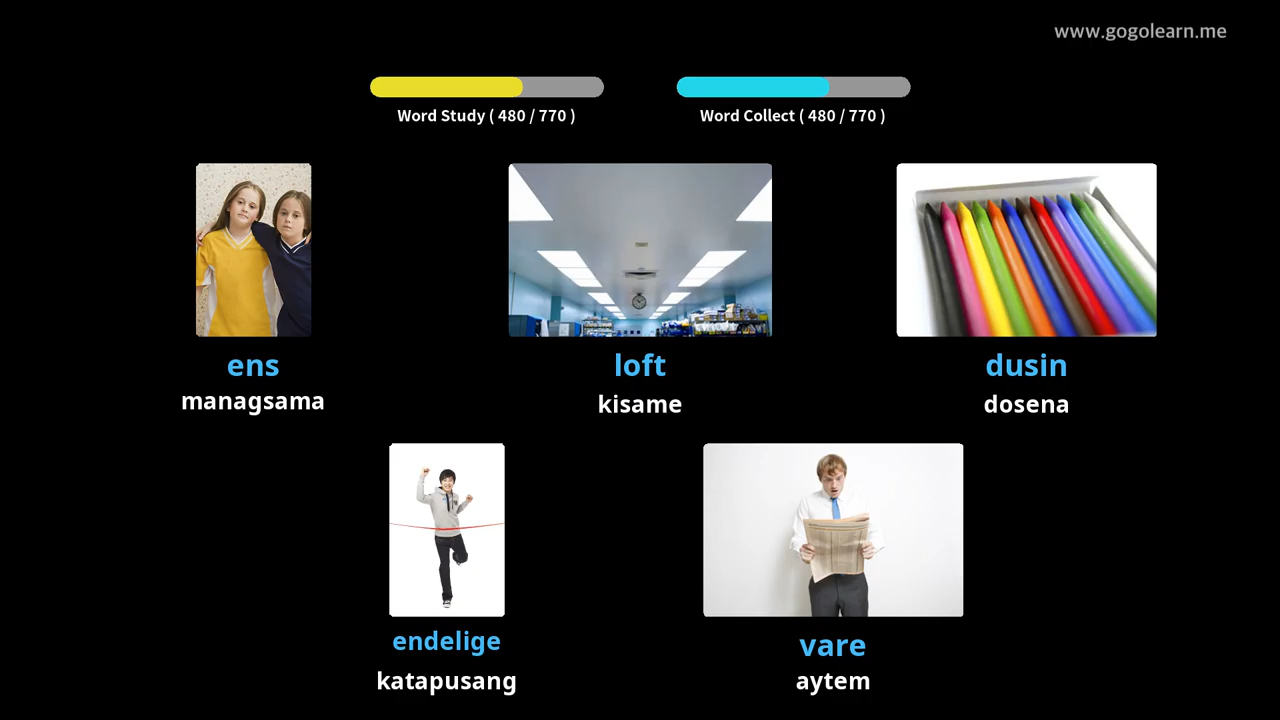 www.gogolearn.me
Word Study ( 480 / 770 )
Word Collect ( 480 / 770 )
ens
managsama
loft
kisame
dusin
dosena
endelige
katapusang
vare
aytem